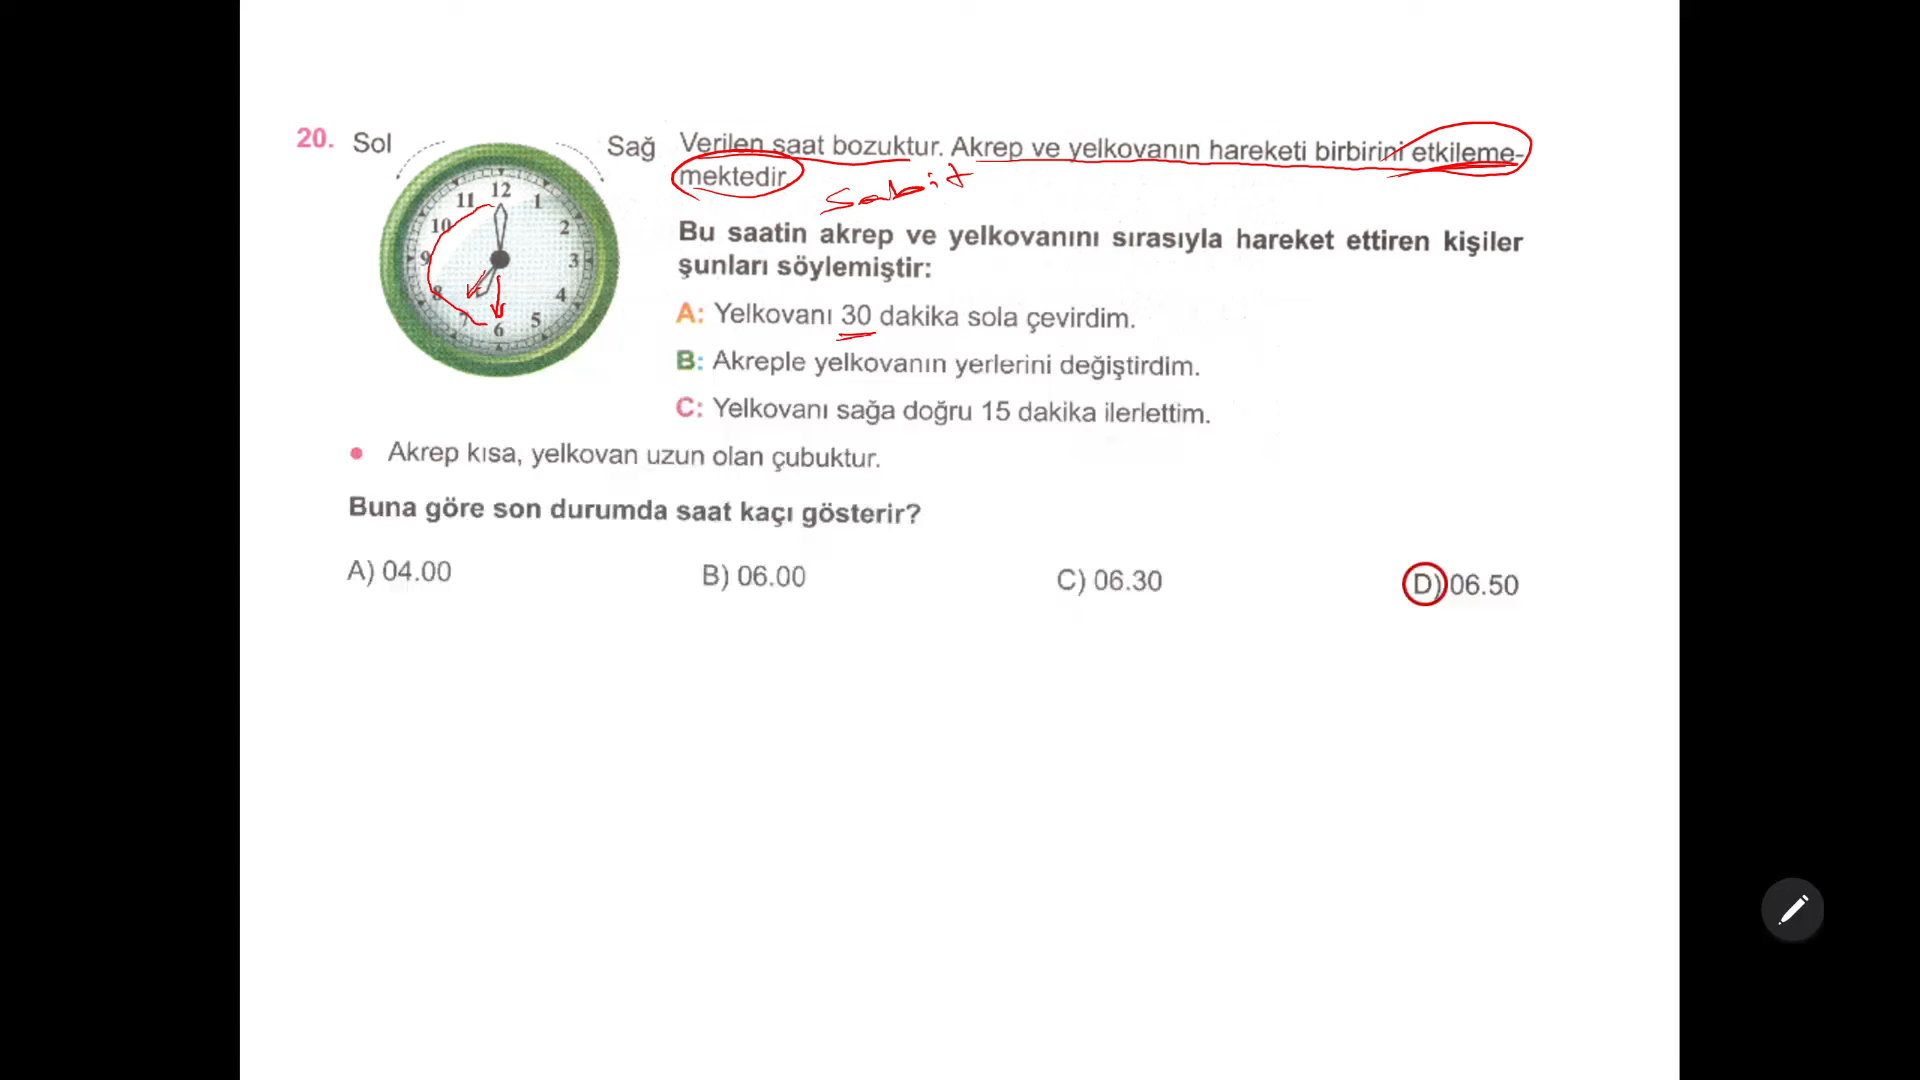 20. Sol
Sağ
12
11
1
10
2
9
3
8
4
7
5
6
Verilen saat bozuktur. Akrep ve yelkovanın hareketi birbirini etkileme-
mektedir
Sabit
Bu saatin akrep ve yelkovanını sırasıyla hareket ettiren kişiler
şunları söylemiştir:
A: Yelkovanı 30 dakika sola çevirdim.
B: Akreple yelkovanın yerlerini değiştirdim.
C: Yelkovanı sağa doğru 15 dakika ilerlettim.
• Akrep kısa, yelkovan uzun olan çubuktur.
Buna göre son durumda saat kaçı gösterir?
A) 04.00 B) 06.00 C) 06.30 D) 06.50